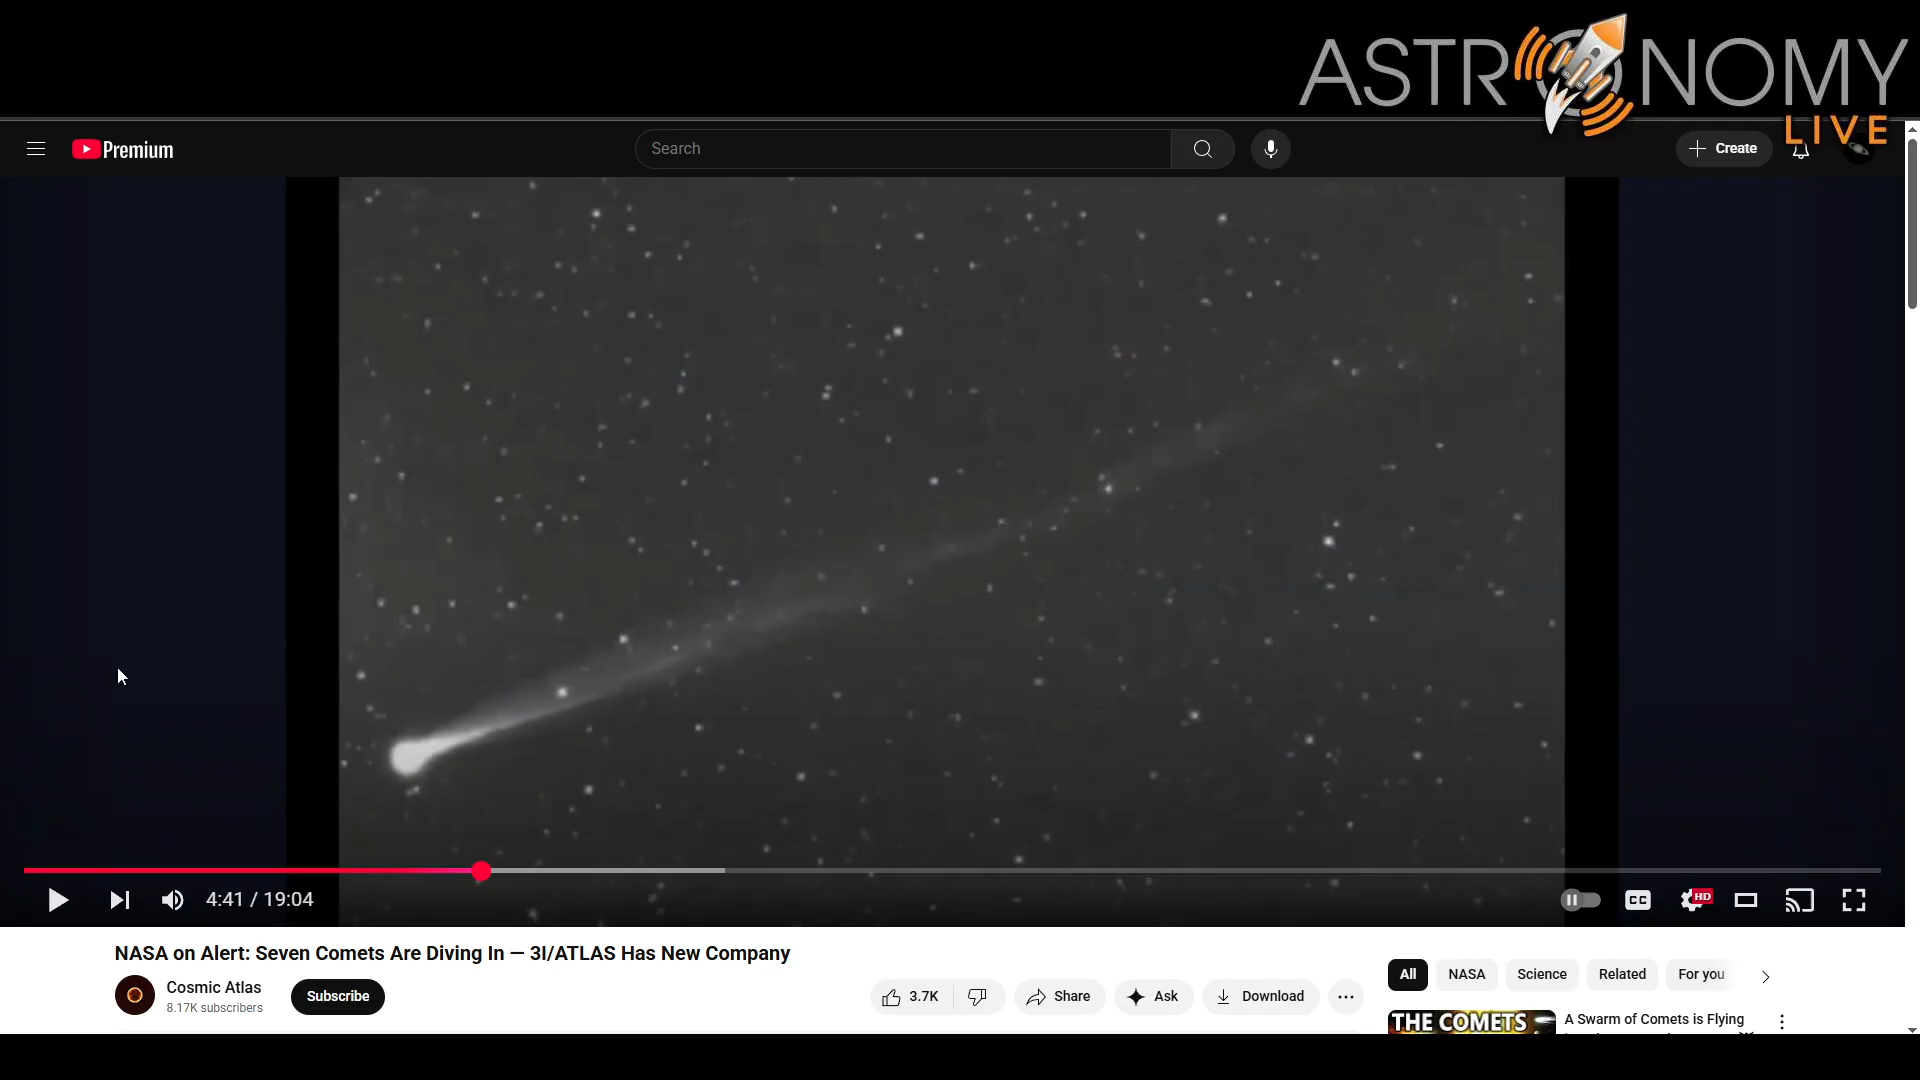 ASTRONOMY
LIVE
Premium
Search
Create
4:41 / 19:04
CC
HD
NASA on Alert: Seven Comets Are Diving In — 3I/ATLAS Has New Company
Cosmic Atlas
8.17K subscribers
Subscribe
3.7K
Share
Ask
Download
All
NASA
Science
Related
For you
THE COMETS
A Swarm of Comets is Flying